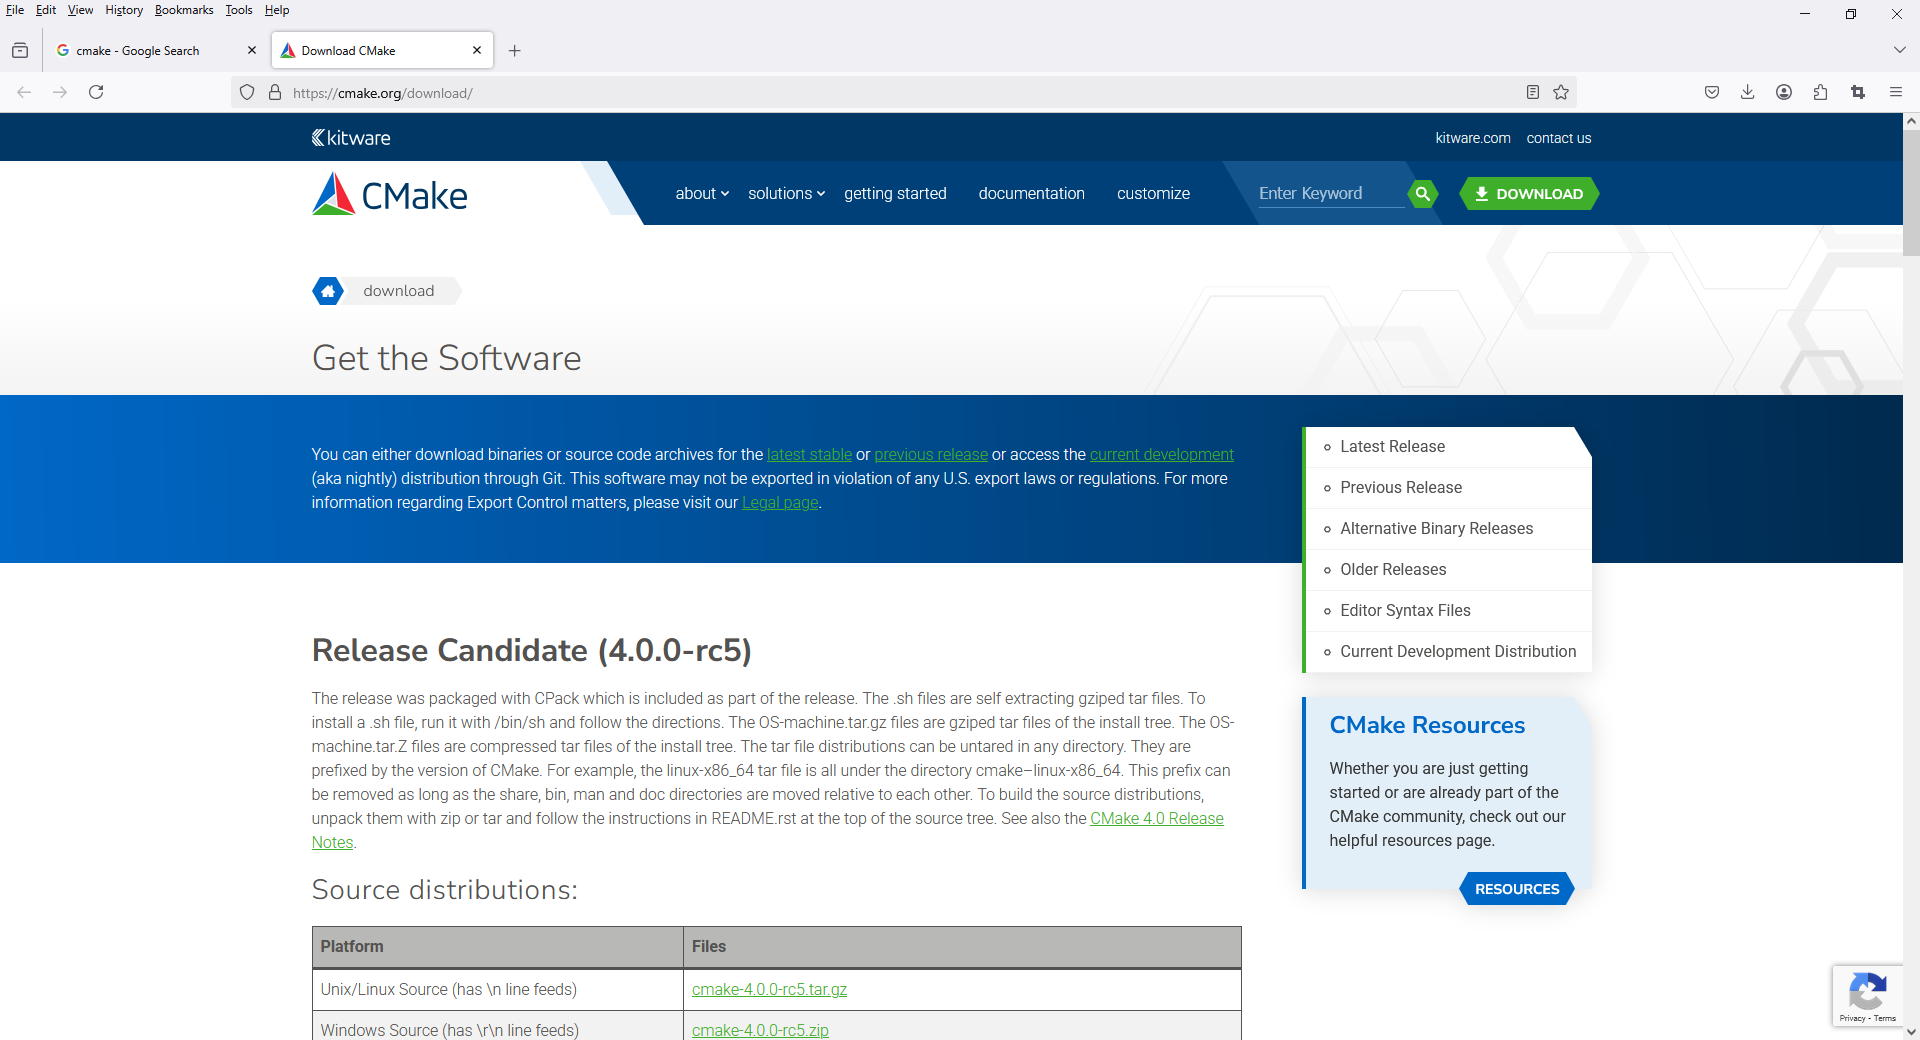 File Edit View History Bookmarks Tools Help
cmake - Google Search
Download CMake
https://cmake.org/download/
kitware
kitware.com contact us
CMake
about solutions getting started documentation customize
Enter Keyword
DOWNLOAD
download
Get the Software
You can either download binaries or source code archives for the latest stable or previous release or access the current development
(aka nightly) distribution through Git. This software may not be exported in violation of any U.S. export laws or regulations. For more
information regarding Export Control matters, please visit our Legal page.
Latest Release
Previous Release
Alternative Binary Releases
Older Releases
Editor Syntax Files
Current Development Distribution
Release Candidate (4.0.0-rc5)
The release was packaged with CPack which is included as part of the release. The .sh files are self extracting gziped tar files. To
install a .sh file, run it with /bin/sh and follow the directions. The OS-machine.tar.gz files are gziped tar files of the install tree. The OS-
machine.tar.Z files are compressed tar files of the install tree. The tar file distributions can be untared in any directory. They are
prefixed by the version of CMake. For example, the linux-x86_64 tar file is all under the directory cmake–linux-x86_64. This prefix can
be removed as long as the share, bin, man and doc directories are moved relative to each other. To build the source distributions,
unpack them with zip or tar and follow the instructions in README.rst at the top of the source tree. See also the CMake 4.0 Release
Notes.
CMake Resources
Whether you are just getting
started or are already part of the
CMake community, check out our
helpful resources page.
RESOURCES
Source distributions:
Platform Files
Unix/Linux Source (has \n line feeds) cmake-4.0.0-rc5.tar.gz
Windows Source (has \r\n line feeds) cmake-4.0.0-rc5.zip
Privacy - Terms